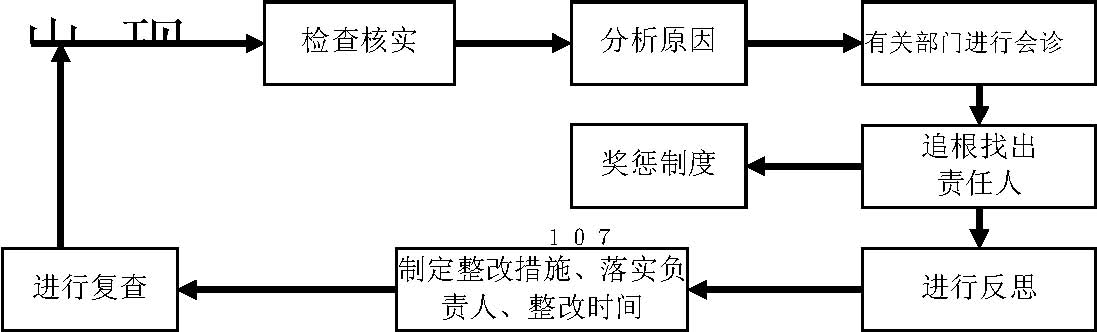 检查核实
分析原因
有关部门进行会诊
奖惩制度
追根找出
责任人
107
进行复查
制定整改措施、落实负
责人、整改时间
进行反思